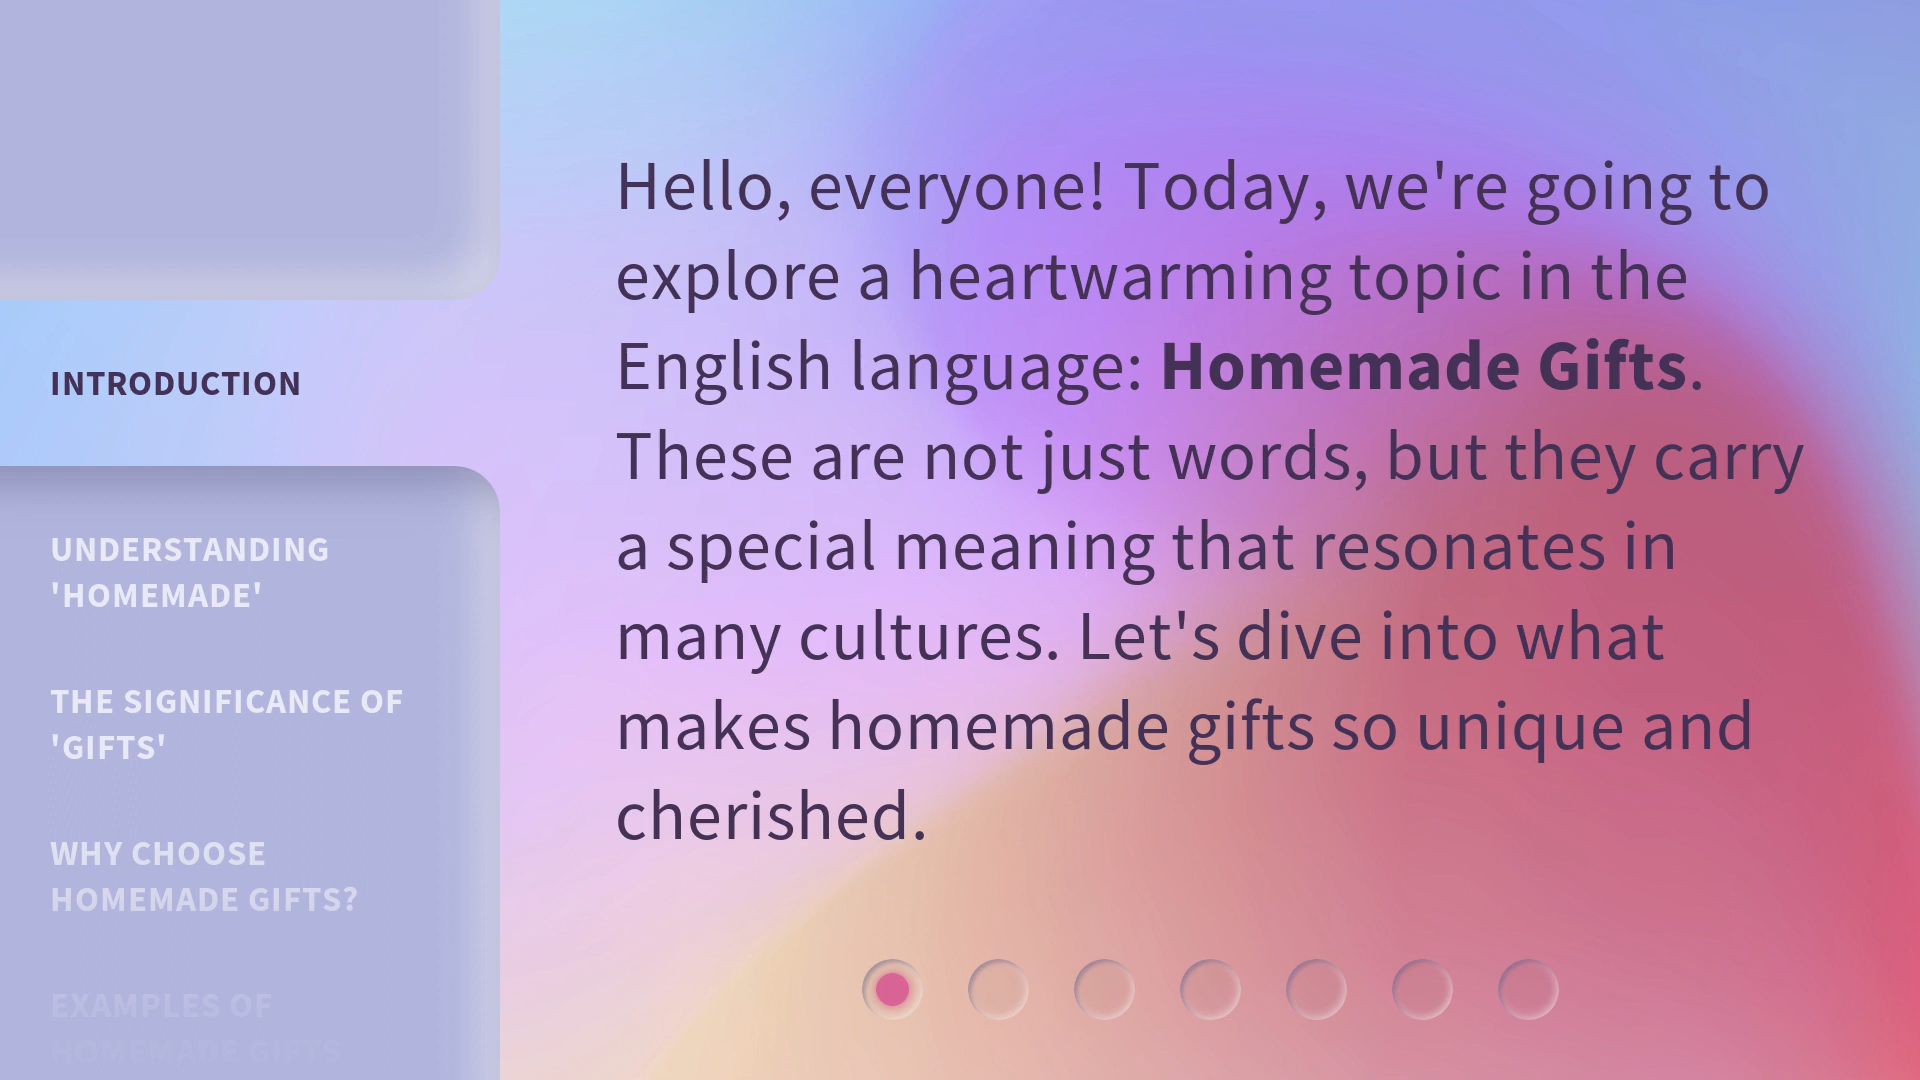 INTRODUCTION
UNDERSTANDING
'HOMEMADE'
THE SIGNIFICANCE OF
'GIFTS'
WHY CHOOSE
HOMEMADE GIFTS?
EXAMPLES OF
HOMEMADE GIFTS
Hello, everyone! Today, we're going to
explore a heartwarming topic in the
English language: Homemade Gifts.
These are not just words, but they carry
a special meaning that resonates in
many cultures. Let's dive into what
makes homemade gifts so unique and
cherished.